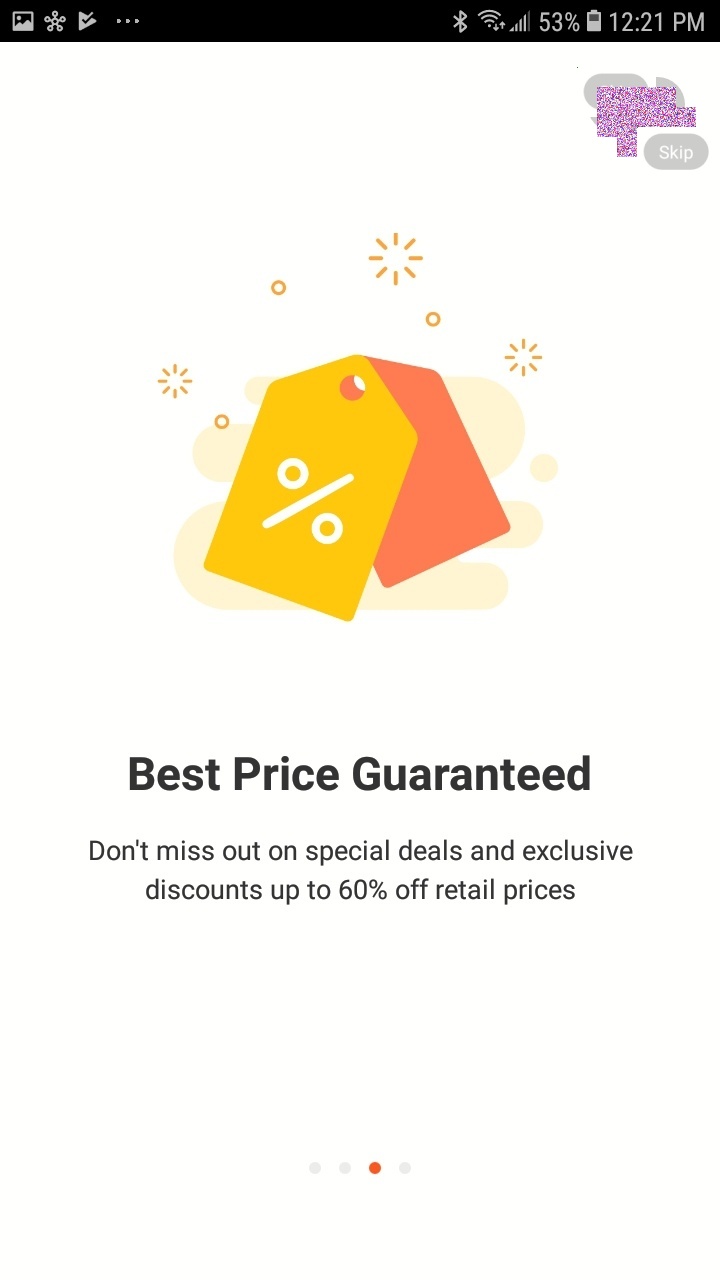 53% 12:21 PM
Skip
%
Best Price Guaranteed
Don't miss out on special deals and exclusive
discounts up to 60% off retail prices